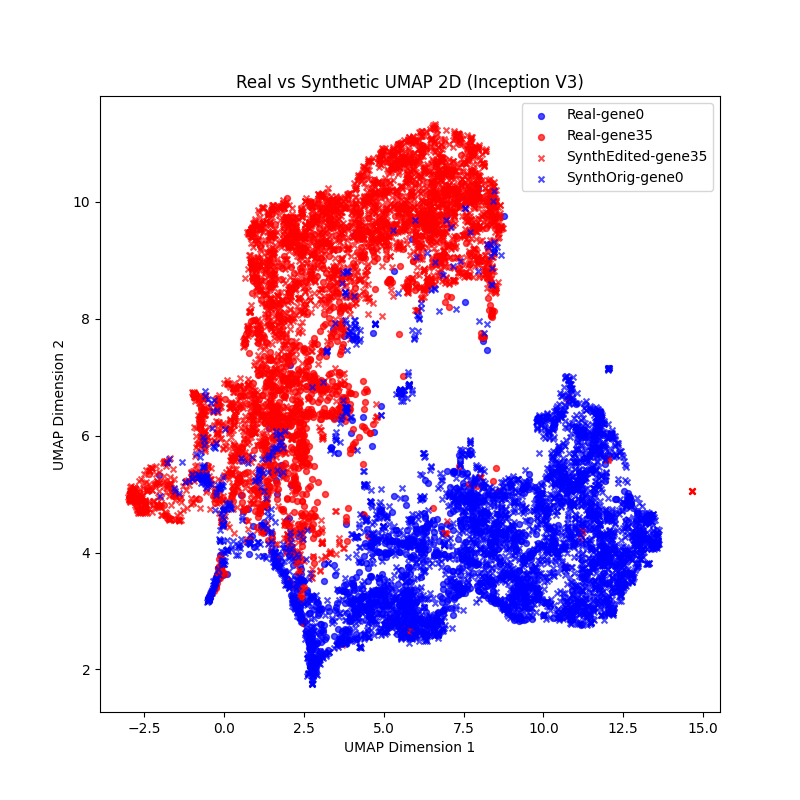 Real vs Synthetic UMAP 2D (Inception V3)
Real-gene0
Real-gene35
SynthEdited-gene35
SynthOrig-gene0
10
8
6
4
2
UMAP Dimension 2
−2.5 0.0 2.5 5.0 7.5 10.0 12.5 15.0
UMAP Dimension 1